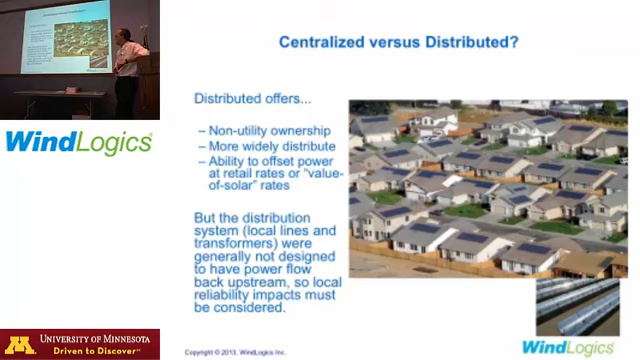 Centralized versus Distributed?
Distributed offers...
– Non-utility ownership
– More widely distribute
– Ability to offset power
at retail rates or "value-
of-solar" rates
But the distribution
system (local lines and
transformers) were
generally not designed
to have power flow
back upstream, so local
reliability impacts must
be considered.
WindLogics®
M
UNIVERSITY OF MINNESOTA
Driven to Discover℠
Copyright © 2013, WindLogics Inc.
WindLogics